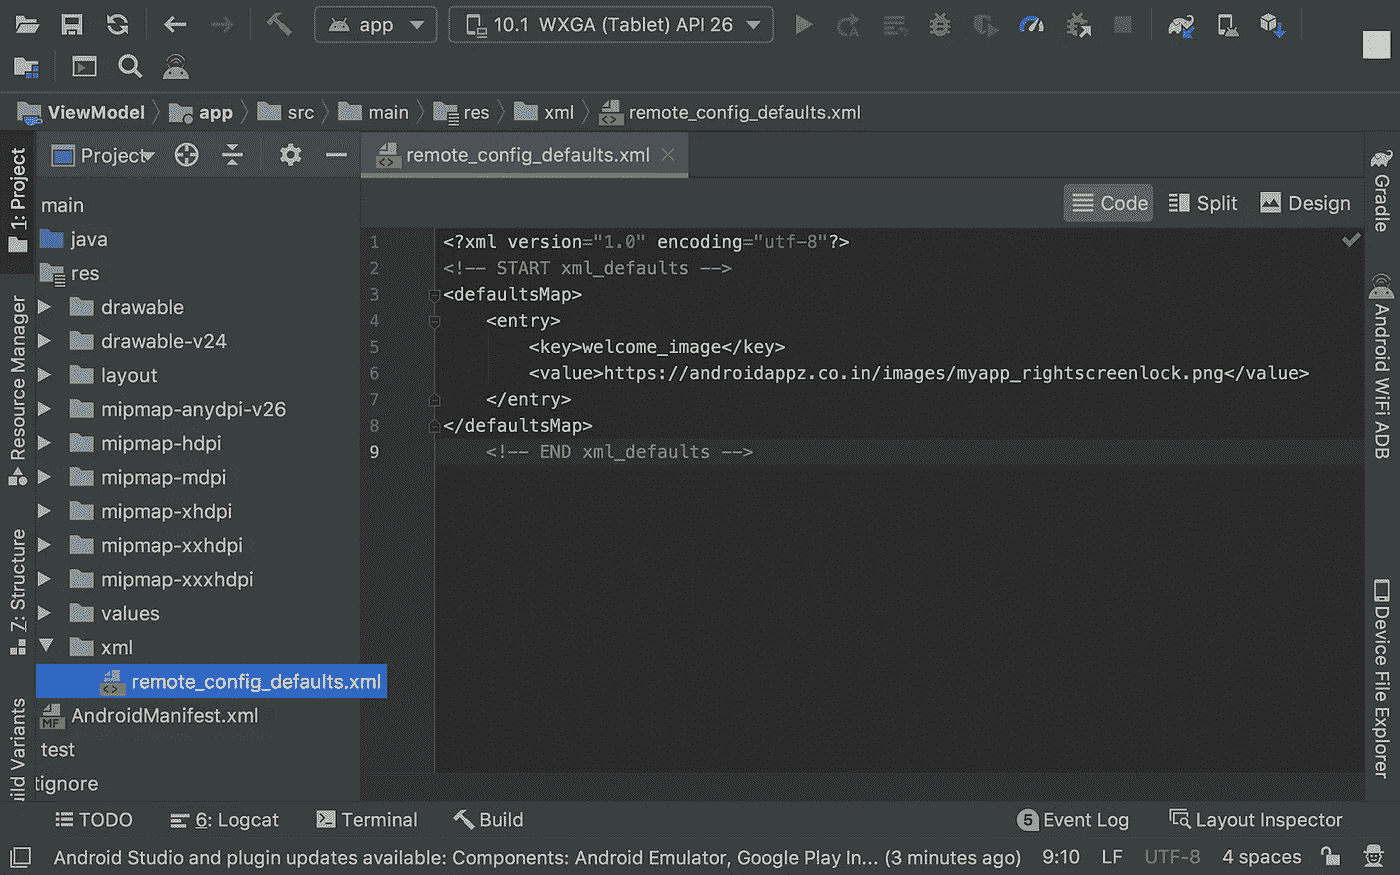 app 10.1 WXGA (Tablet) API 26
ViewModel app src main res xml remote_config_defaults.xml
Project remote_config_defaults.xml
Code Split Design
1: Project
Resource Manager
Z: Structure
ild Variants
main
java
res
drawable
drawable-v24
layout
mipmap-anydpi-v26
mipmap-hdpi
mipmap-mdpi
mipmap-xhdpi
mipmap-xxhdpi
mipmap-xxxhdpi
values
xml
remote_config_defaults.xml
MF AndroidManifest.xml
test
tignore
1 <?xml version="1.0" encoding="utf-8"?>
2 <!-- START xml_defaults -->
3 <defaultsMap>
4 <entry>
5 <key>welcome_image</key>
6 <value>https://androidappz.co.in/images/myapp_rightscreenlock.png</value>
7 </entry>
8 </defaultsMap>
9 <!-- END xml_defaults -->
Gradle
Android WiFi ADB
Device File Explorer
TODO 6: Logcat Terminal Build 5 Event Log Layout Inspector
Android Studio and plugin updates available: Components: Android Emulator, Google Play In... (3 minutes ago) 9:10 LF UTF-8 4 spaces